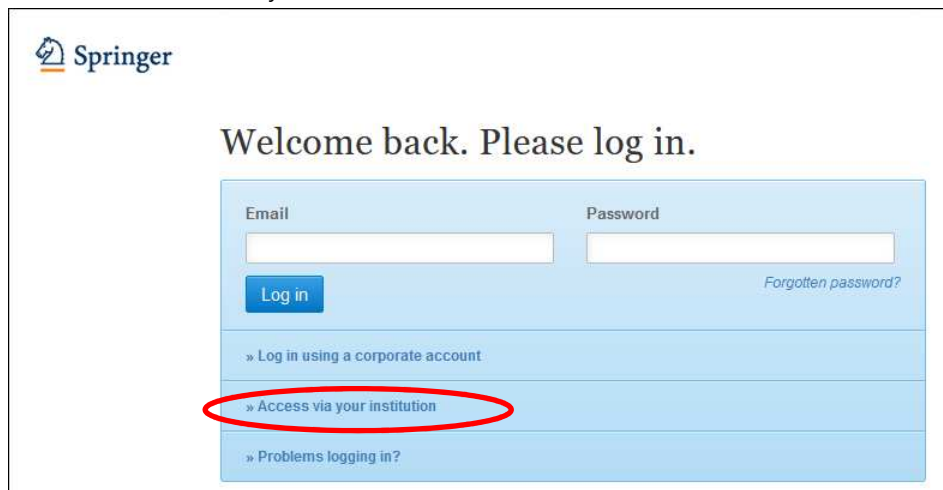 Springer
Welcome back. Please log in.
Email Password
Log in
Forgotten password?
» Log in using a corporate account
» Access via your institution
» Problems logging in?